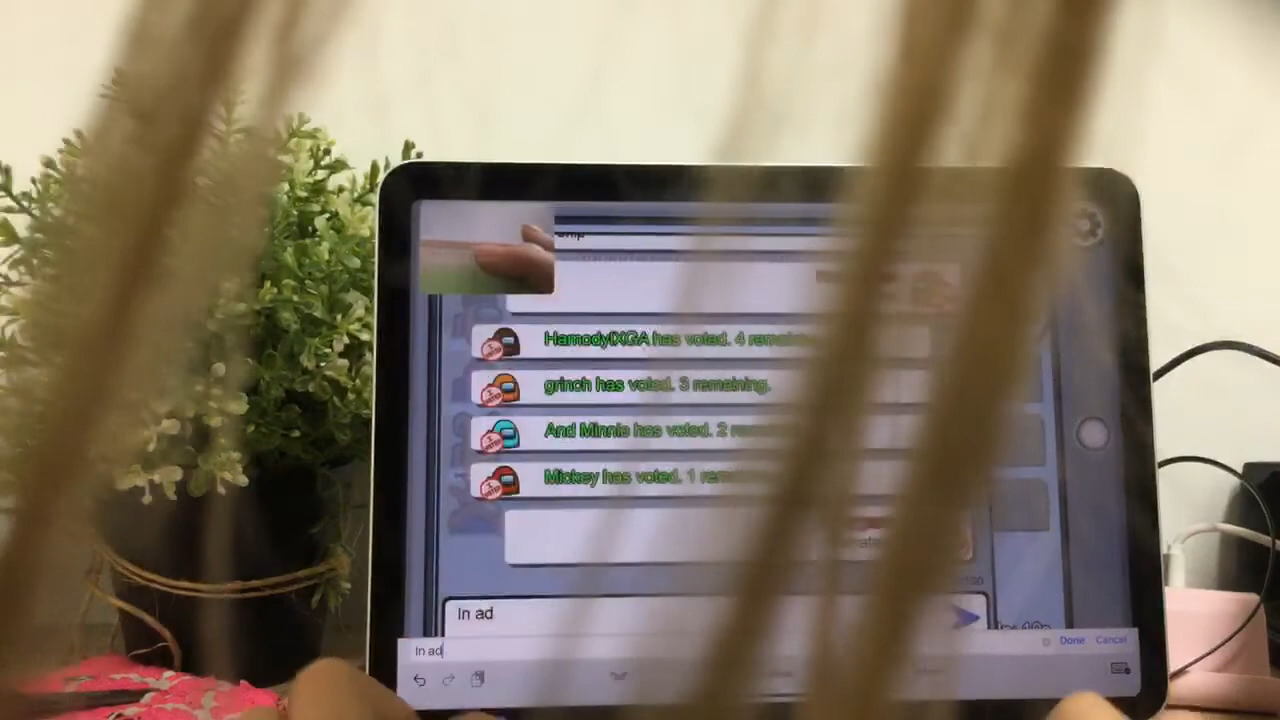 HamodyIXGA has voted. 4
grinch has voted. 3 remaining.
And Minnie has voted. 2
Mickey has voted. 1
In ad
In ad
Done Cancel